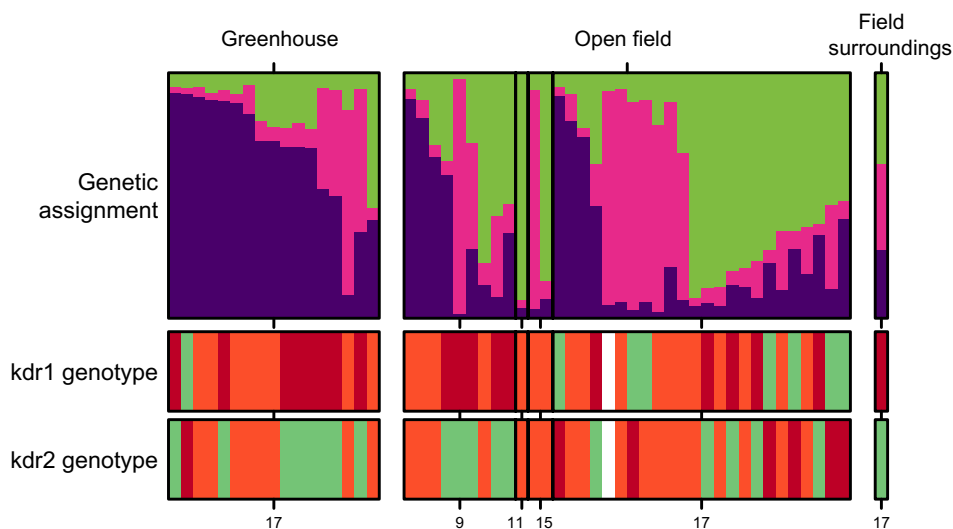 Greenhouse
Open field
Field
surroundings
Genetic
assignment
kdr1 genotype
kdr2 genotype
17
9
11
15
17
17